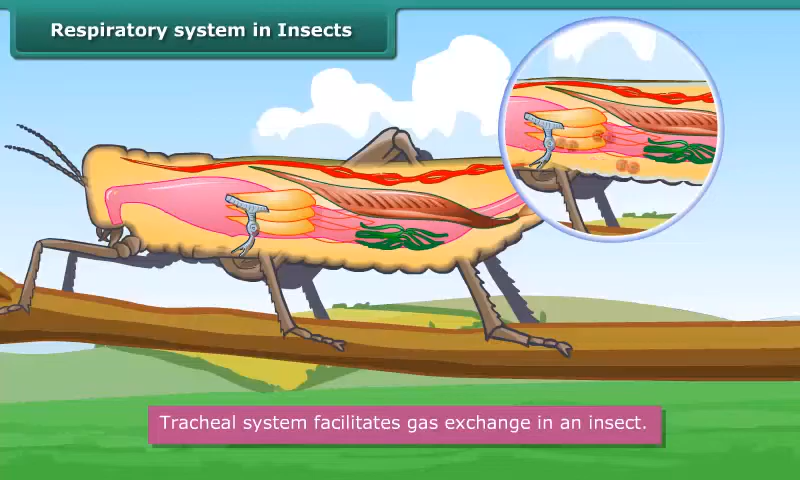 Respiratory system in Insects
Tracheal system facilitates gas exchange in an insect.